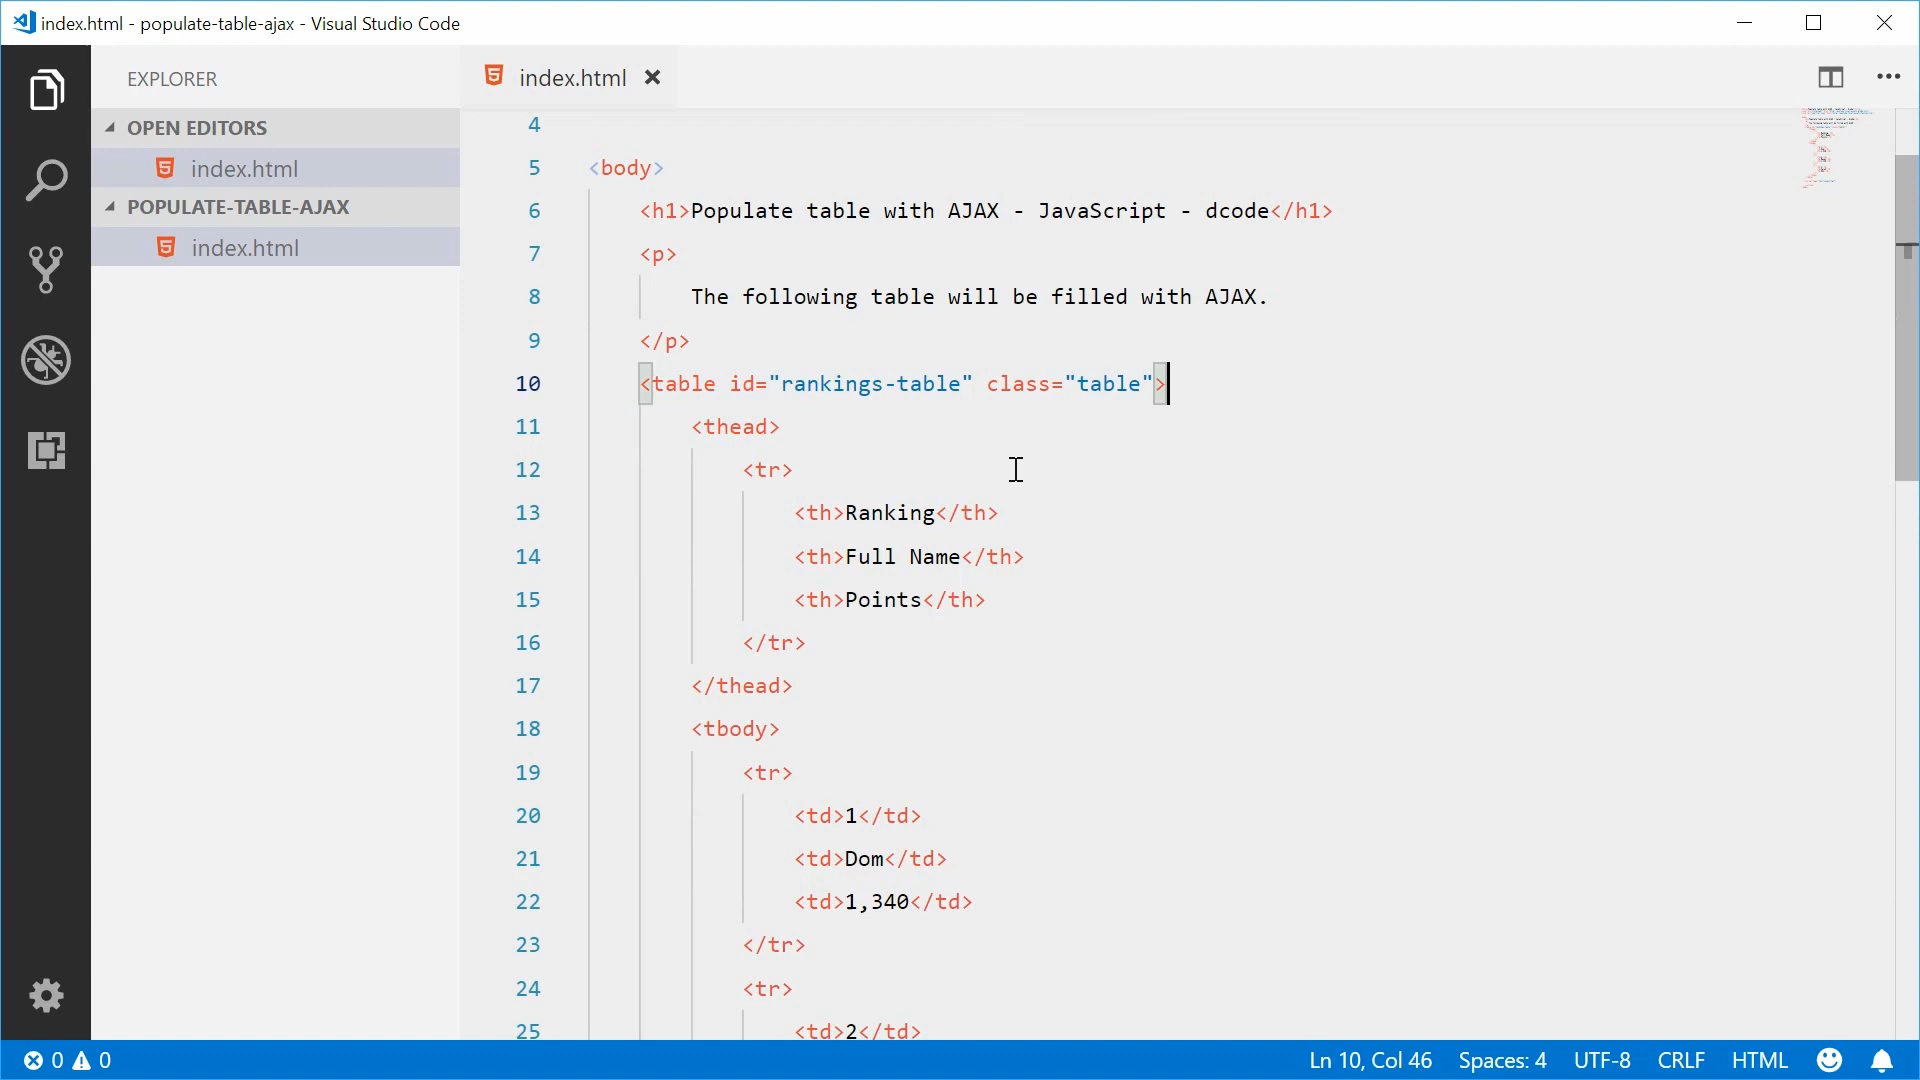 index.html - populate-table-ajax - Visual Studio Code
EXPLORER
OPEN EDITORS
index.html
POPULATE-TABLE-AJAX
index.html
index.html
4
5 <body>
6 <h1>Populate table with AJAX - JavaScript - dcode</h1>
7 <p>
8 The following table will be filled with AJAX.
9 </p>
10 <table id="rankings-table" class="table">
11 <thead>
12 <tr>
13 <th>Ranking</th>
14 <th>Full Name</th>
15 <th>Points</th>
16 </tr>
17 </thead>
18 <tbody>
19 <tr>
20 <td>1</td>
21 <td>Dom</td>
22 <td>1,340</td>
23 </tr>
24 <tr>
25 <td>2</td>
0 0 Ln 10, Col 46 Spaces: 4 UTF-8 CRLF HTML